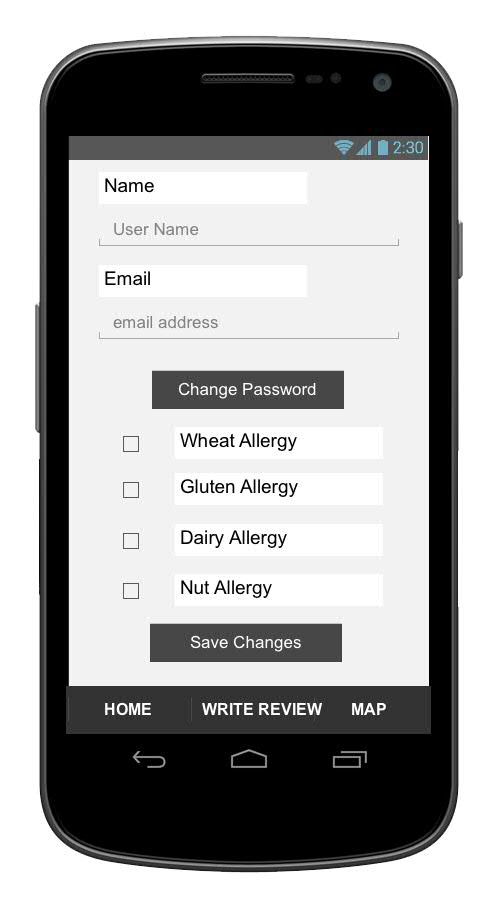 2:30
Name
User Name
Email
email address
Change Password
Wheat Allergy
Gluten Allergy
Dairy Allergy
Nut Allergy
Save Changes
HOME WRITE REVIEW MAP